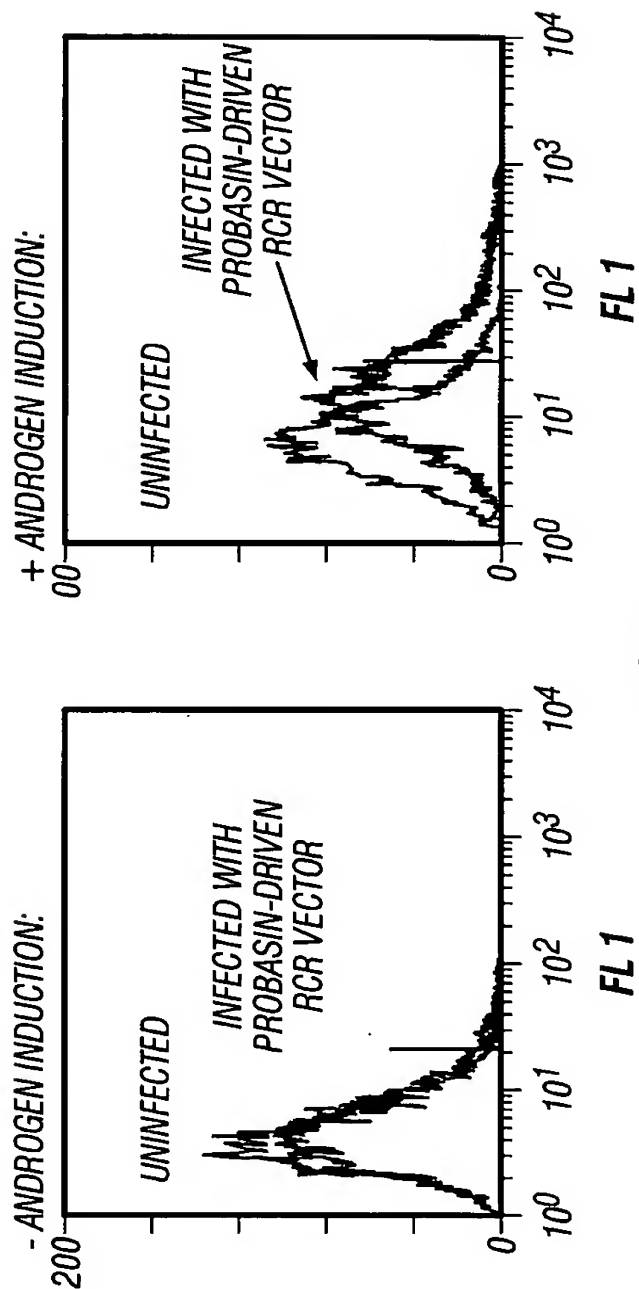 - ANDROGEN INDUCTION:
200
UNINFECTED
INFECTED WITH
PROBASIN-DRIVEN
RCR VECTOR
0
10^0
10^1
10^2
10^3
10^4
FL 1
+ ANDROGEN INDUCTION:
00
UNINFECTED
INFECTED WITH
PROBASIN-DRIVEN
RCR VECTOR
0
10^0
10^1
10^2
10^3
10^4
FL 1